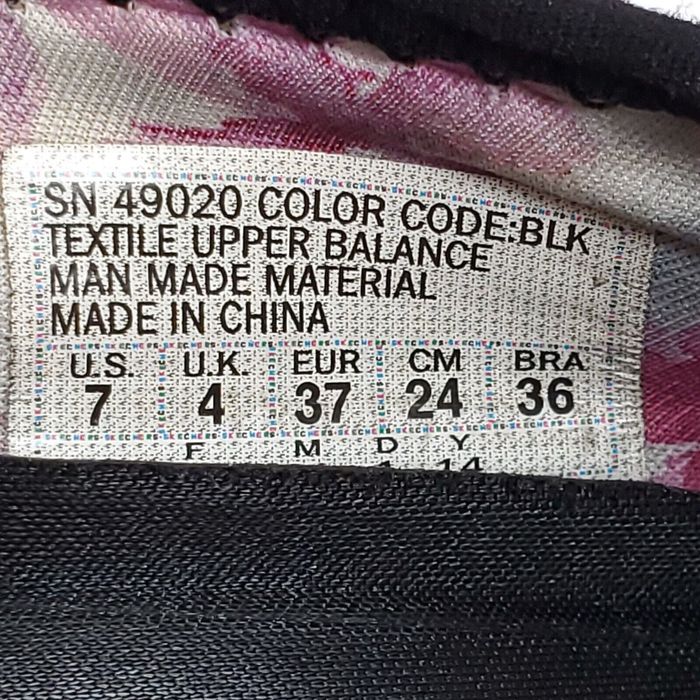 SN 49020 COLOR CODE:BLK
TEXTILE UPPER BALANCE
MAN MADE MATERIAL
MADE IN CHINA
U.S. U.K. EUR CM BRA
7 4 37 24 36
F M D Y
14